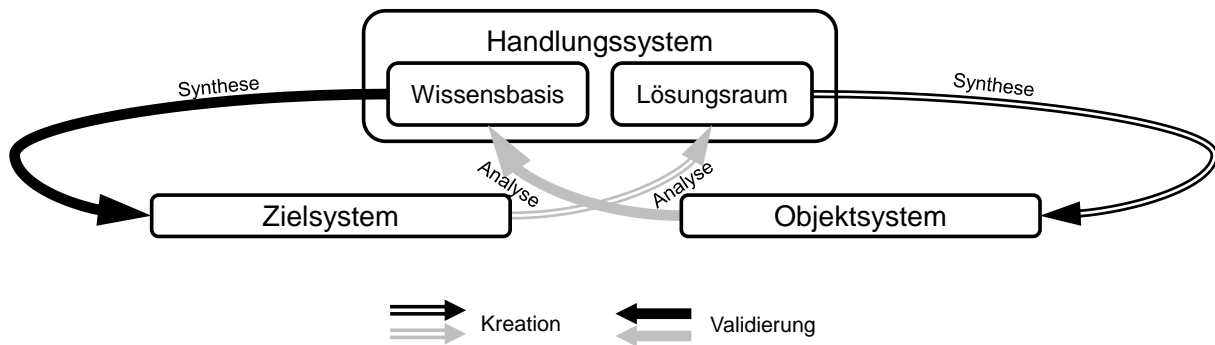 Handlungssystem
Synthese
Wissensbasis
Lösungsraum
Synthese
Analyse
Analyse
Zielsystem
Objektsystem
Kreation
Validierung